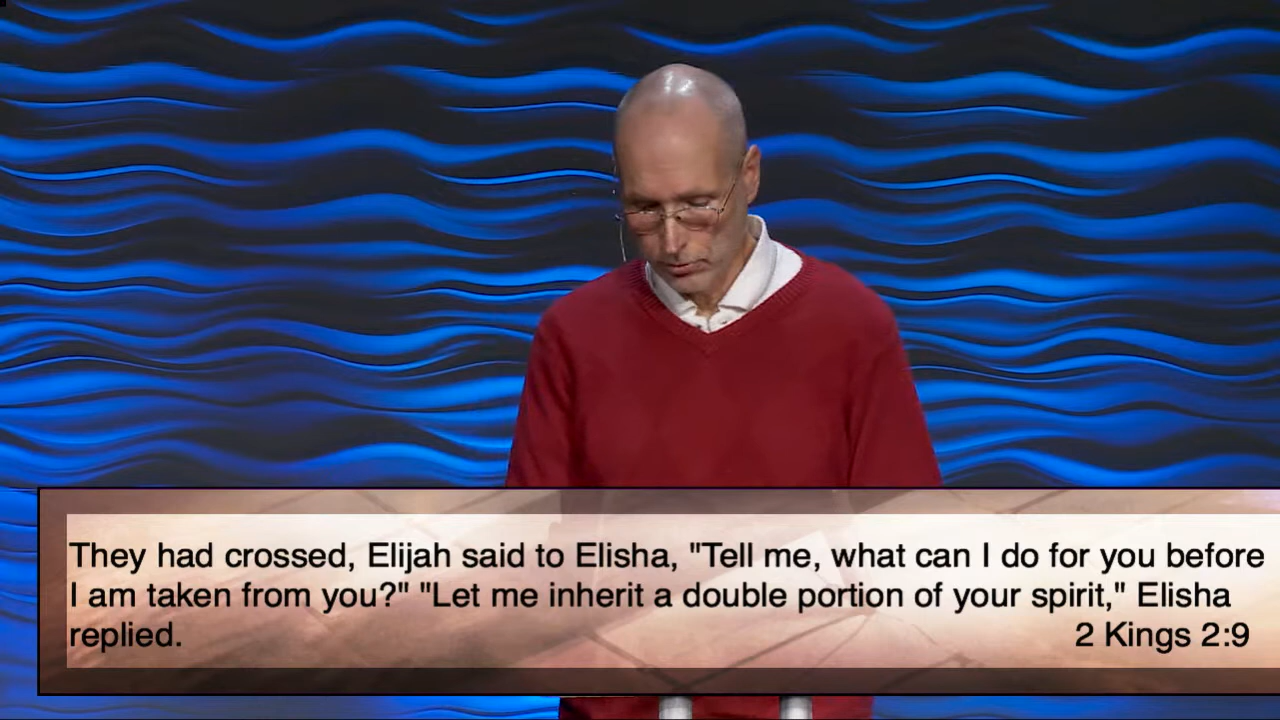 They had crossed, Elijah said to Elisha, "Tell me, what can I do for you before
I am taken from you?" "Let me inherit a double portion of your spirit," Elisha
replied. 2 Kings 2:9